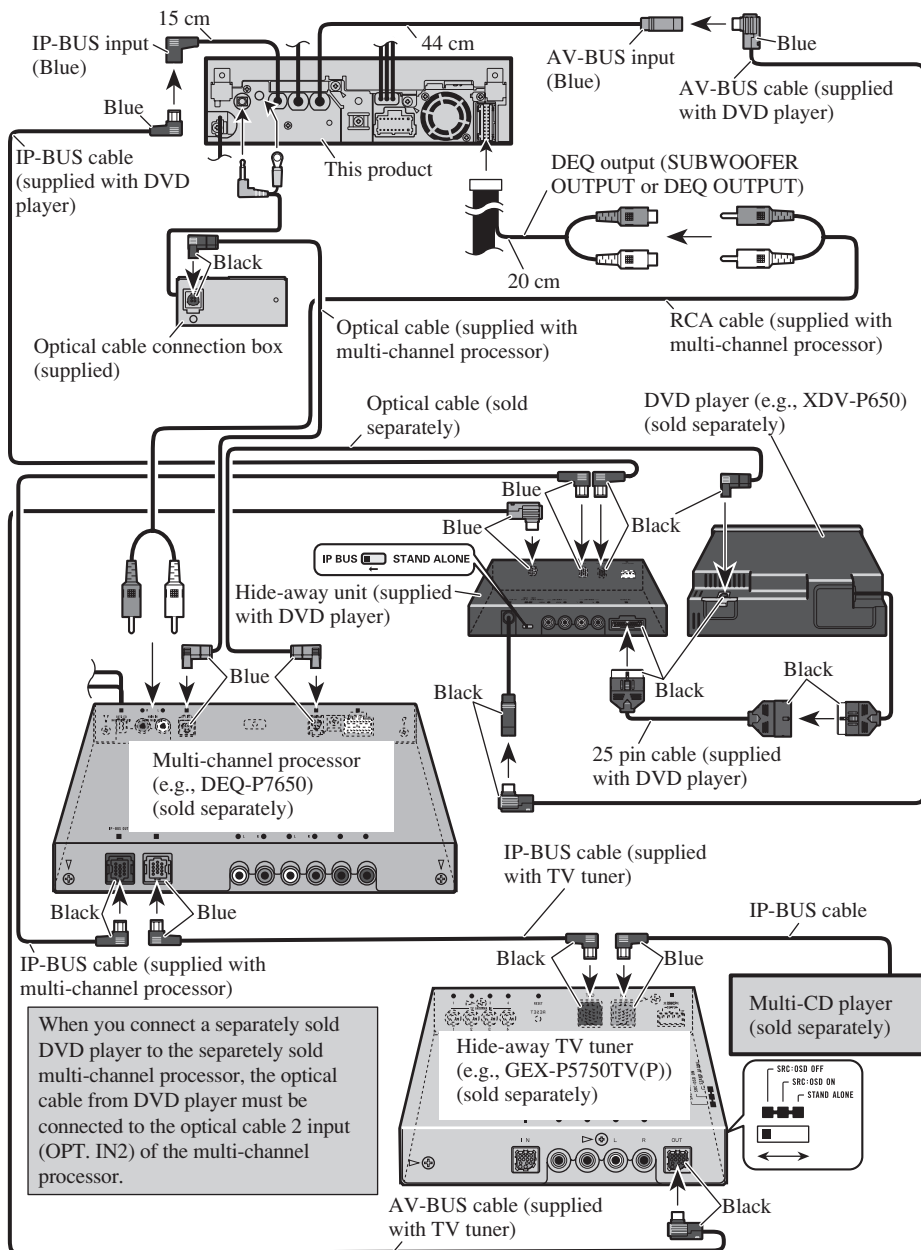 15 cm
IP-BUS input
(Blue)
44 cm
AV-BUS input
(Blue)
Blue
AV-BUS cable (supplied
with DVD player)
Blue
IP-BUS cable
(supplied with DVD
player)
This product
DEQ output (SUBWOOFER
OUTPUT or DEQ OUTPUT)
Black
20 cm
Optical cable connection box
(supplied)
Optical cable (supplied with
multi-channel processor)
RCA cable (supplied with
multi-channel processor)
Optical cable (sold
separately)
DVD player (e.g., XDV-P650)
(sold separately)
Blue
Blue
Black
IP BUS STAND ALONE
Hide-away unit (supplied
with DVD player)
Blue
Black
Black
Black
25 pin cable (supplied
with DVD player)
Multi-channel processor
(e.g., DEQ-P7650)
(sold separately)
IP-BUS OUT
L R L R
Black
Blue
IP-BUS cable (supplied
with TV tuner)
IP-BUS cable
IP-BUS cable (supplied with
multi-channel processor)
Black
Blue
Multi-CD player
(sold separately)
When you connect a separately sold
DVD player to the separetely sold
multi-channel processor, the optical
cable from DVD player must be
connected to the optical cable 2 input
(OPT. IN2) of the multi-channel
processor.
Hide-away TV tuner
(e.g., GEX-P5750TV(P))
(sold separately)
SRC:OSD OFF
SRC:OSD ON
STAND ALONE
IN
L
R
OUT
Black
AV-BUS cable (supplied
with TV tuner)